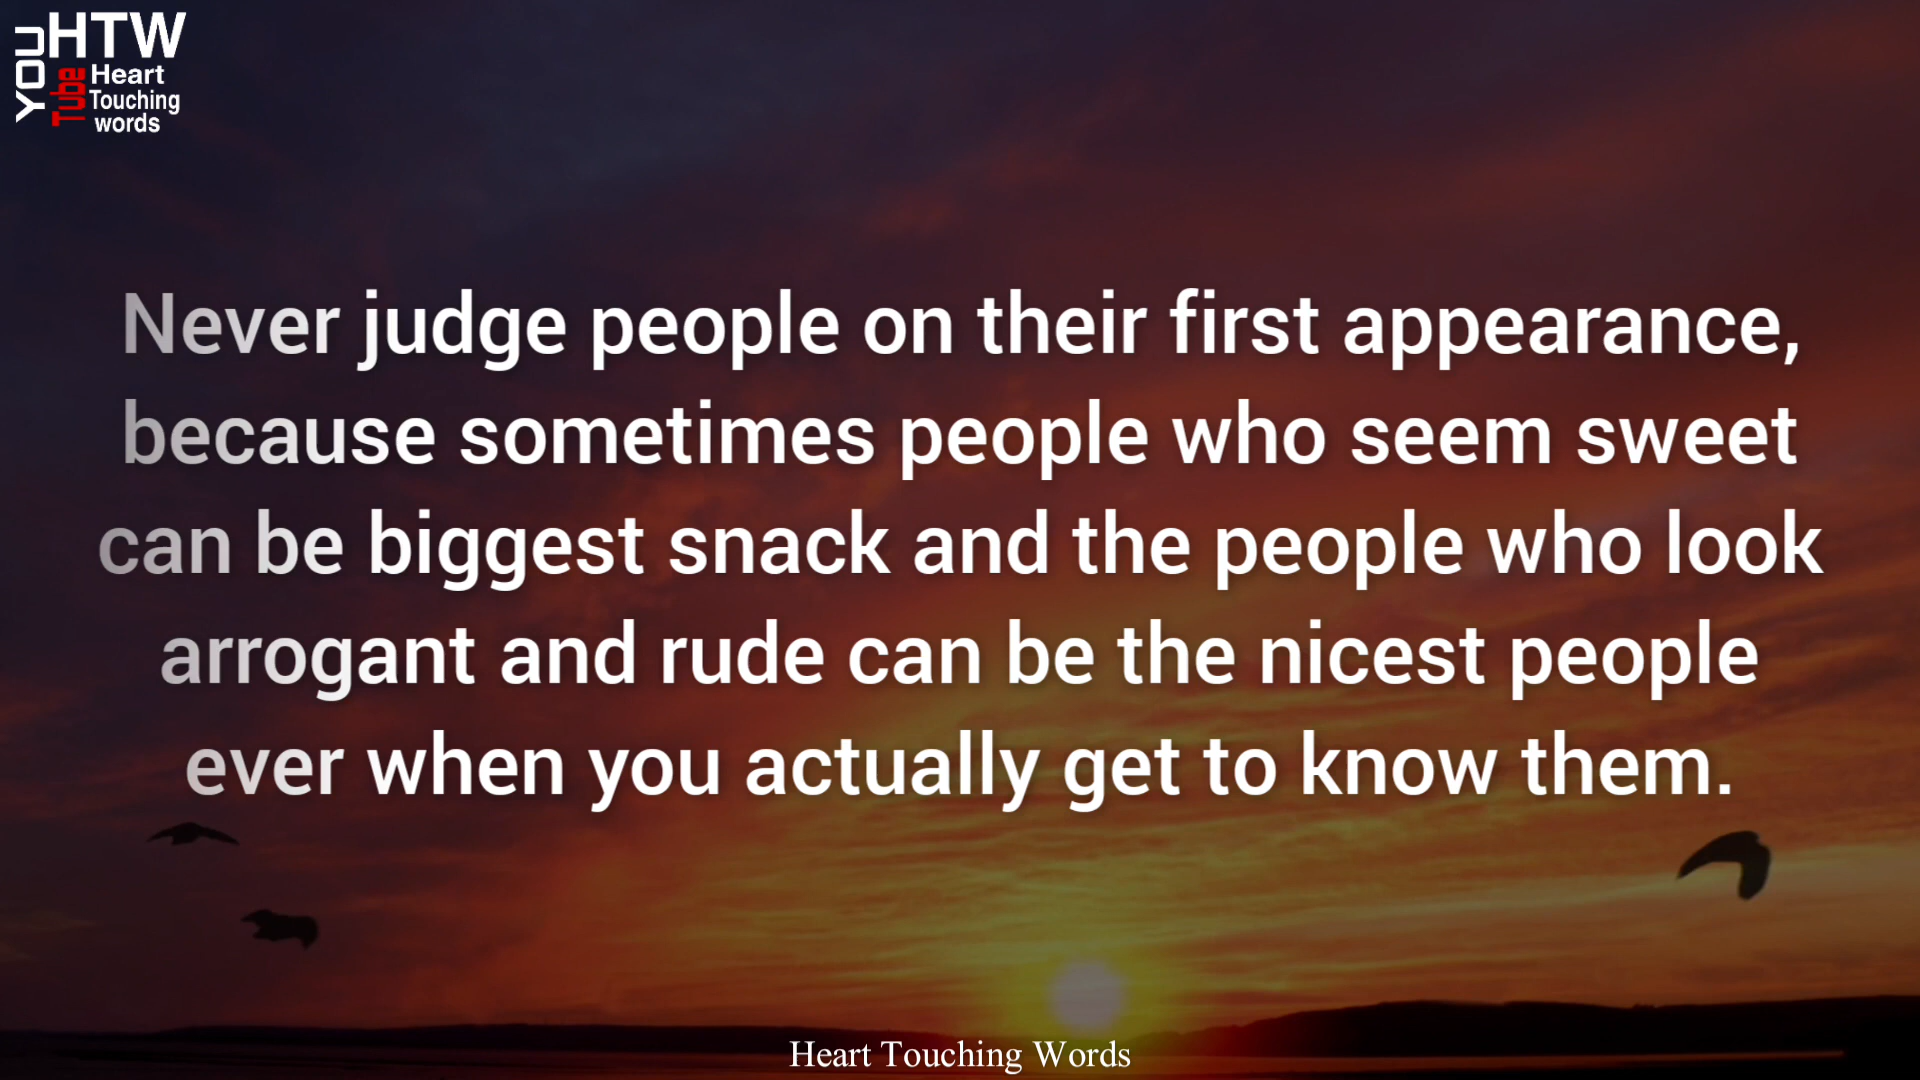 YOU
Tube
HTW
Heart
Touching
words
Never judge people on their first appearance,
because sometimes people who seem sweet
can be biggest snack and the people who look
arrogant and rude can be the nicest people
ever when you actually get to know them.
Heart Touching Words